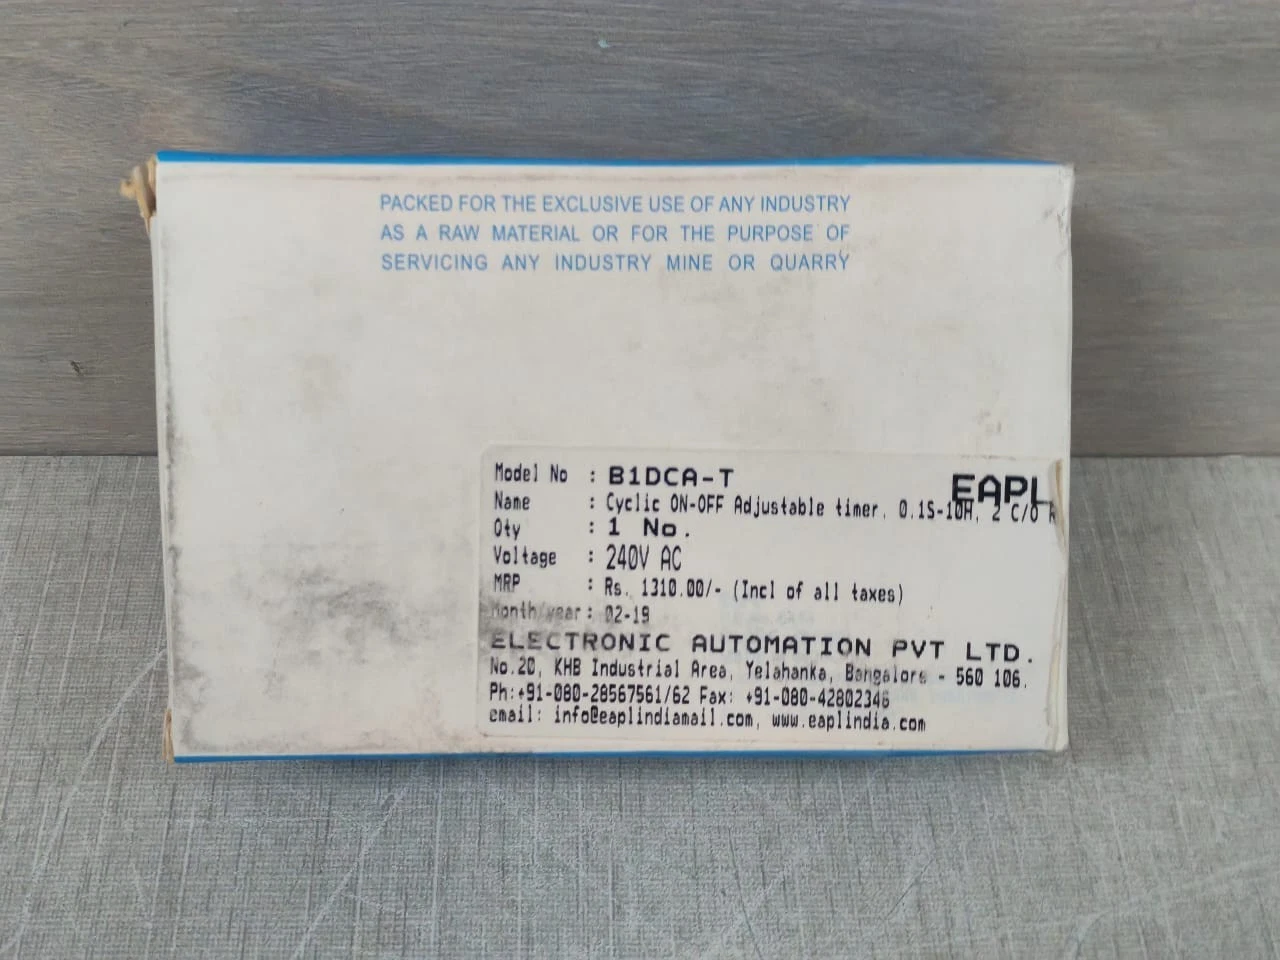 PACKED FOR THE EXCLUSIVE USE OF ANY INDUSTRY
AS A RAW MATERIAL OR FOR THE PURPOSE OF
SERVICING ANY INDUSTRY MINE OR QUARRY
Model No : B1DCA-T
EAPL
Name : Cyclic ON-OFF Adjustable timer, 0.1S-10H, 2 C/O
Qty : 1 No.
Voltage : 240V AC
MRP : Rs. 1310.00/- (Incl of all taxes)
Month/year: 02-19
ELECTRONIC AUTOMATION PVT LTD.
No.20, KHB Industrial Area, Yelahanka, Bangalore - 560 106.
Ph:+91-080-28567561/62 Fax: +91-080-42802346
email: info@eaplindiamail.com, www.eaplindia.com